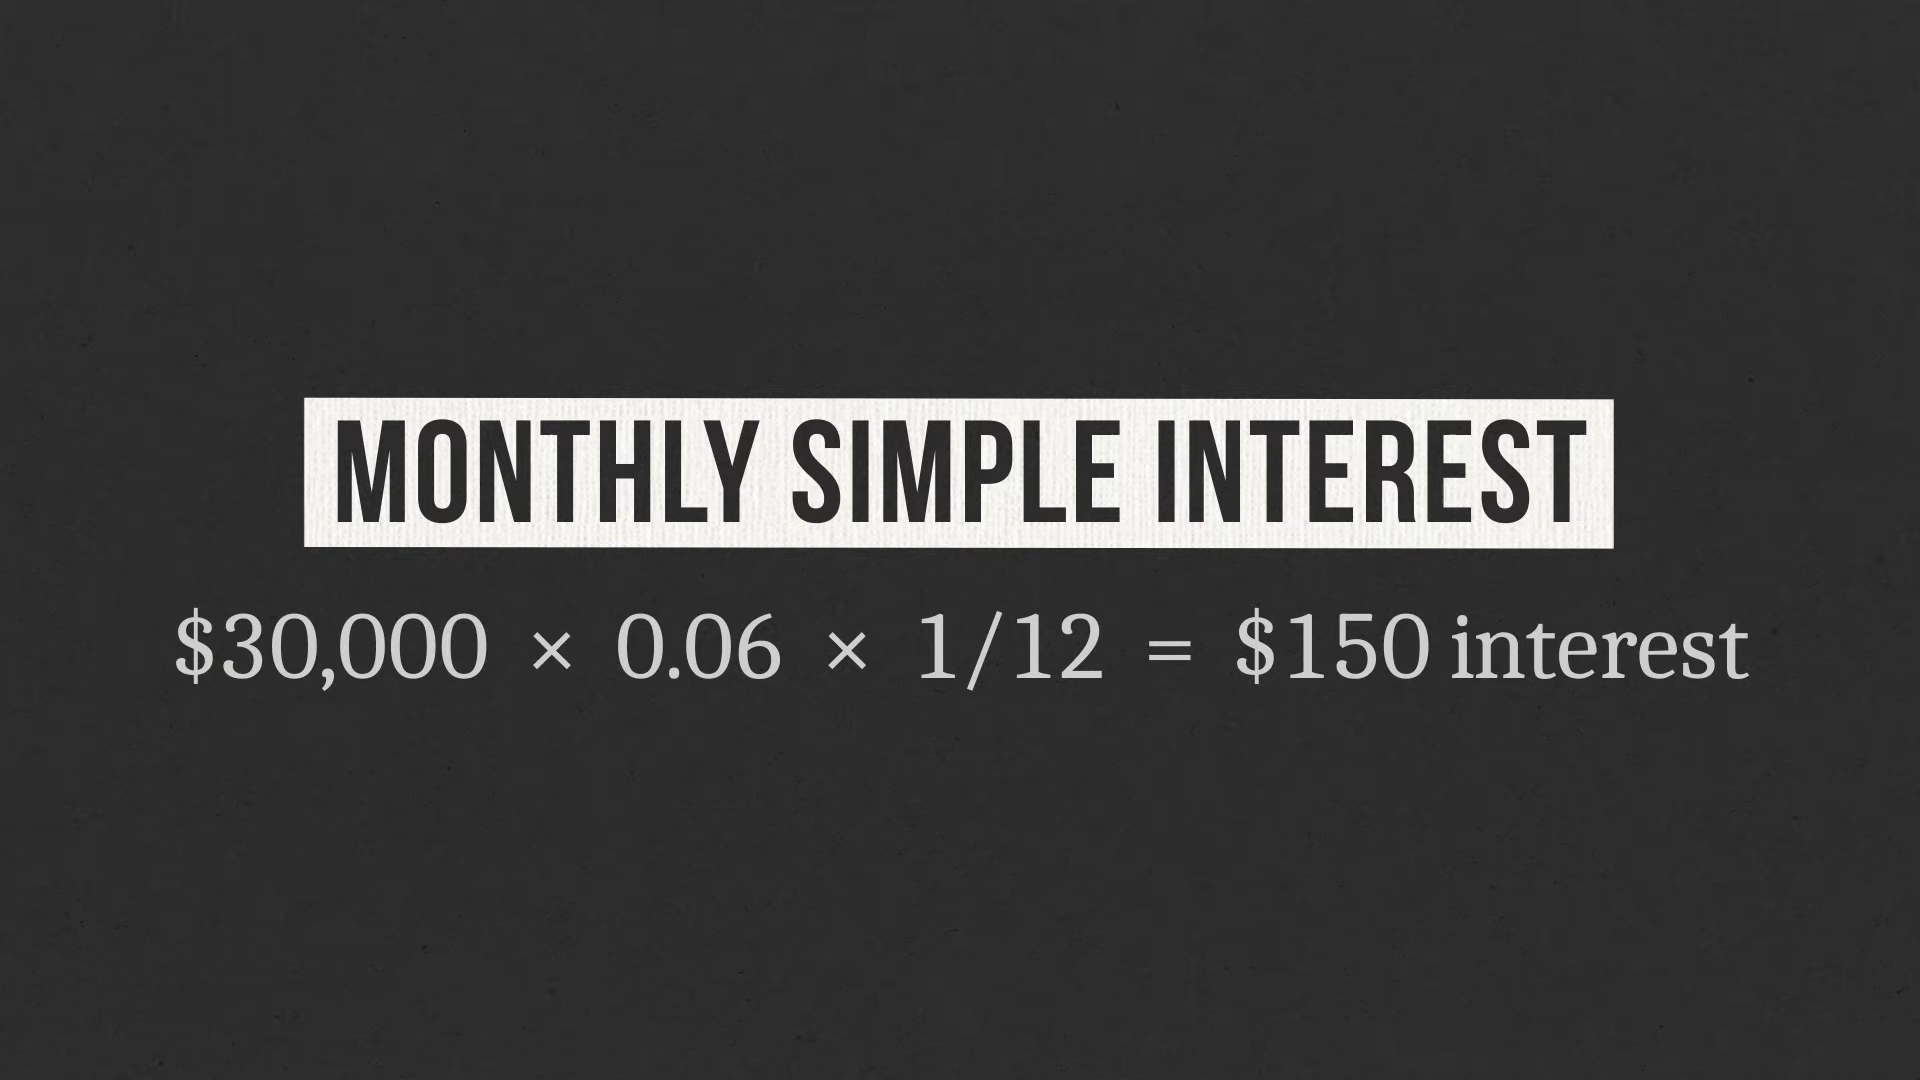 MONTHLY SIMPLE INTEREST
$30,000 × 0.06 × 1/12 = $150 interest